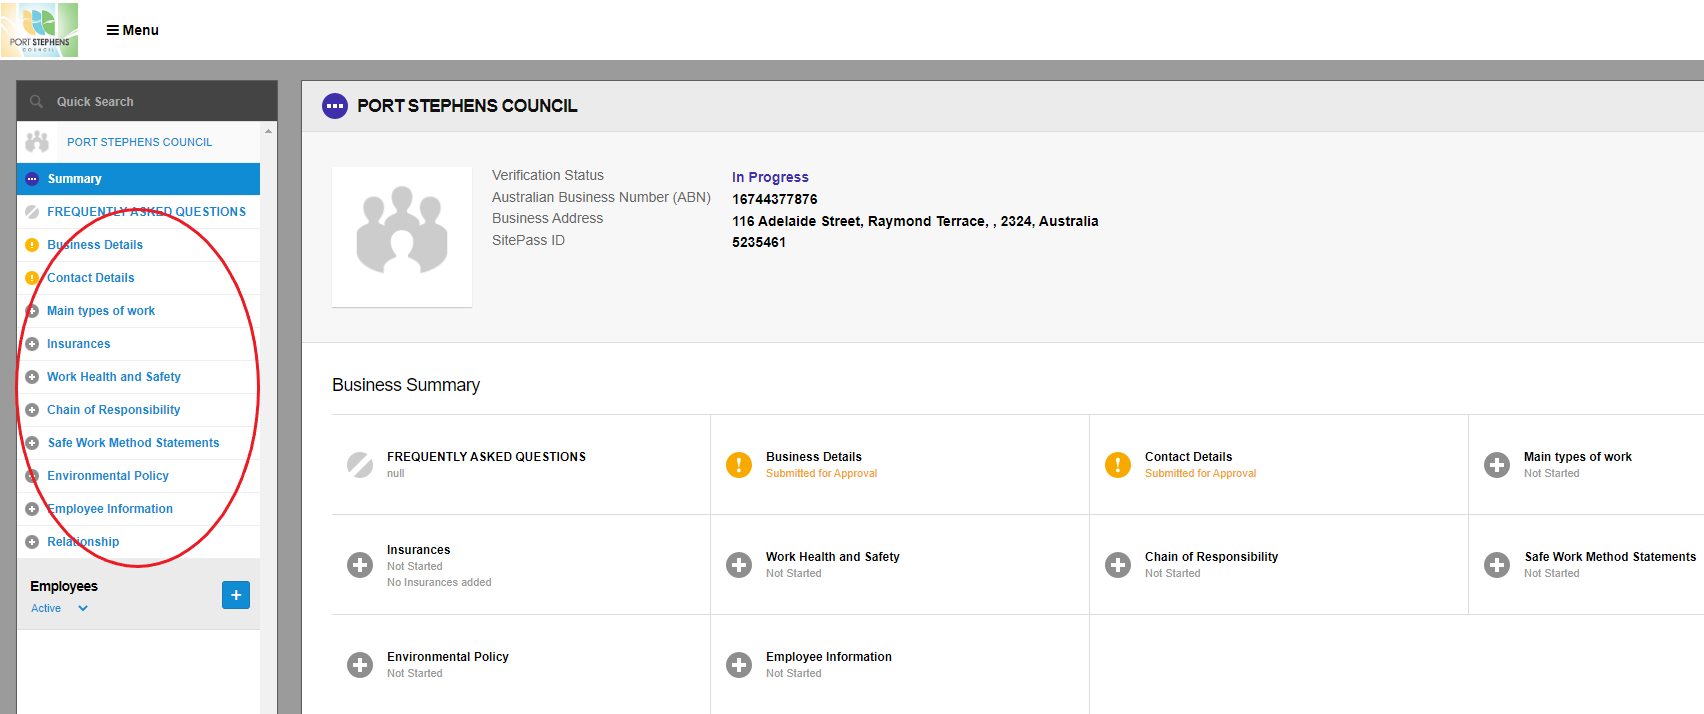 PORT STEPHENS
COUNCIL
Menu
Quick Search
PORT STEPHENS COUNCIL
Summary
FREQUENTLY ASKED QUESTIONS
Business Details
Contact Details
Main types of work
Insurances
Work Health and Safety
Chain of Responsibility
Safe Work Method Statements
Environmental Policy
Employee Information
Relationship
Employees
Active
PORT STEPHENS COUNCIL
Verification Status In Progress
Australian Business Number (ABN) 16744377876
Business Address 116 Adelaide Street, Raymond Terrace, , 2324, Australia
SitePass ID 5235461
Business Summary
FREQUENTLY ASKED QUESTIONS
null
Business Details
Submitted for Approval
Contact Details
Submitted for Approval
Main types of work
Not Started
Insurances
Not Started
No Insurances added
Work Health and Safety
Not Started
Chain of Responsibility
Not Started
Safe Work Method Statements
Not Started
Environmental Policy
Not Started
Employee Information
Not Started